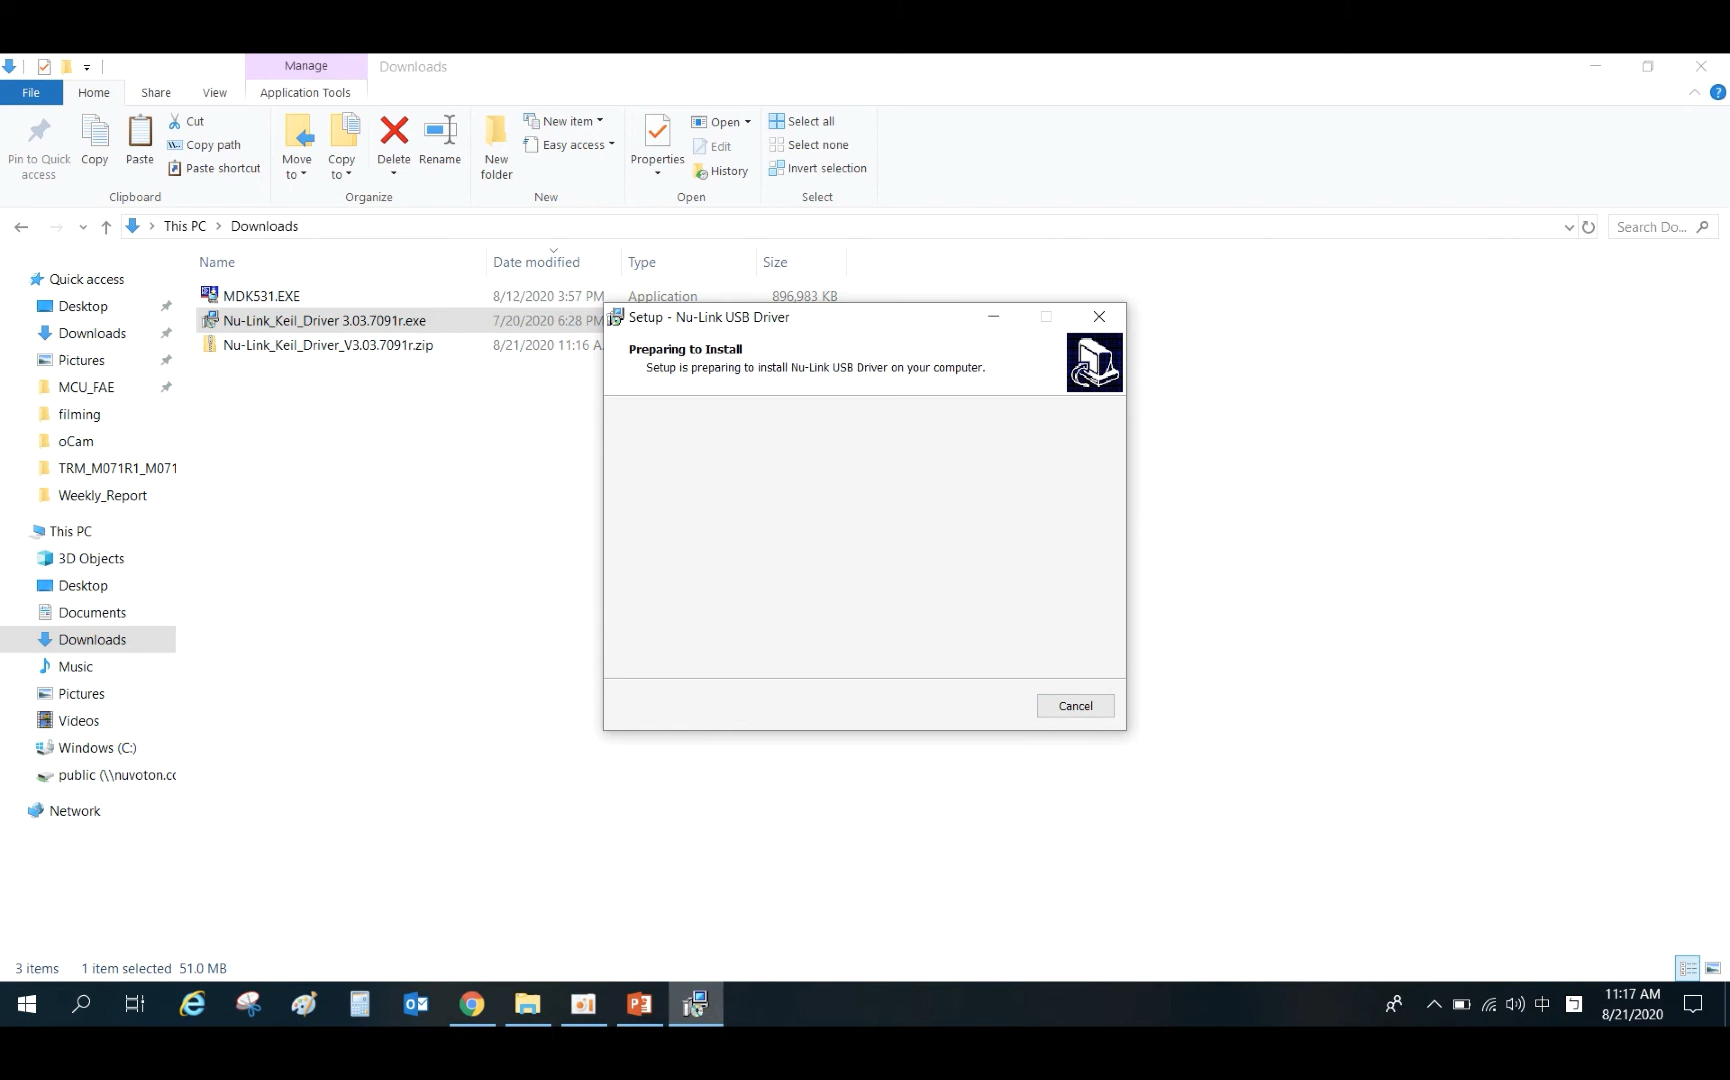 Manage
Downloads
File
Home
Share
View
Application Tools
Pin to Quick
access
Copy
Paste
Cut
Copy path
Paste shortcut
Clipboard
Move
to
Copy
to
Delete
Rename
Organize
New
folder
New item
Easy access
New
Properties
Open
Edit
History
Open
Select all
Select none
Invert selection
Select
This PC > Downloads
Search Do...
Name
Date modified
Type
Size
MDK531.EXE 8/12/2020 3:57 PM Application 896,983 KB
Nu-Link_Keil_Driver 3.03.7091r.exe 7/20/2020 6:28 PM
Nu-Link_Keil_Driver_V3.03.7091r.zip 8/21/2020 11:16 A
Quick access
Desktop
Downloads
Pictures
MCU_FAE
filming
oCam
TRM_M071R1_M071
Weekly_Report
This PC
3D Objects
Desktop
Documents
Downloads
Music
Pictures
Videos
Windows (C:)
public (\\nuvoton.co
Network
Setup - Nu-Link USB Driver
Preparing to Install
Setup is preparing to install Nu-Link USB Driver on your computer.
Cancel
3 items 1 item selected 51.0 MB
中
11:17 AM
8/21/2020